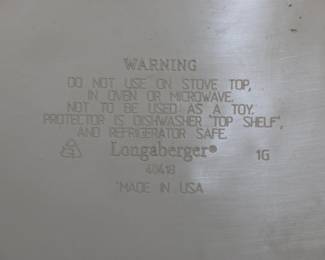 WARNING
DO NOT USE ON STOVE TOP,
IN OVEN OR MICROWAVE.
NOT TO BE USED AS A TOY.
PROTECTOR IS DISHWASHER "TOP SHELF",
AND REFRIGERATOR SAFE.
Longaberger® 1G
MADE IN USA